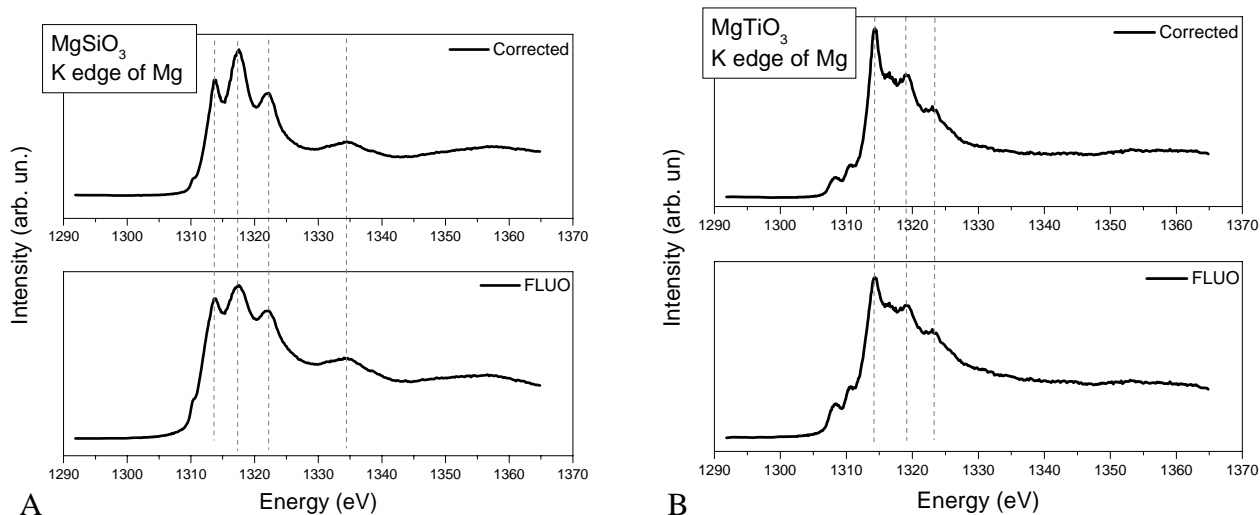 MgSiO₃
K edge of Mg
Corrected
1290 1300 1310 1320 1330 1340 1350 1360 1370
FLUO
1290 1300 1310 1320 1330 1340 1350 1360 1370
Intensity (arb. un.)
Energy (eV)
A
MgTiO₃
K edge of Mg
Corrected
1290 1300 1310 1320 1330 1340 1350 1360 1370
FLUO
1290 1300 1310 1320 1330 1340 1350 1360 1370
Intensity (arb. un)
Energy (eV)
B